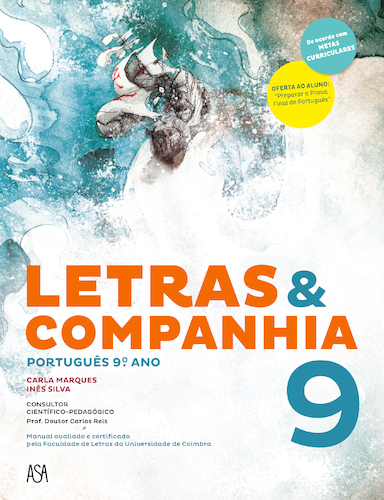 De acordo com
METAS
CURRICULARES
OFERTA AO ALUNO:
"Preparar a Prova
Final de Português"
LETRAS &
COMPANHIA
PORTUGUÊS 9.º ANO
9
CARLA MARQUES
INÊS SILVA
CONSULTOR
CIENTÍFICO-PEDAGÓGICO
Prof. Doutor Carlos Reis
Manual avaliado e certificado
pela Faculdade de Letras da Universidade de Coimbra
ASA